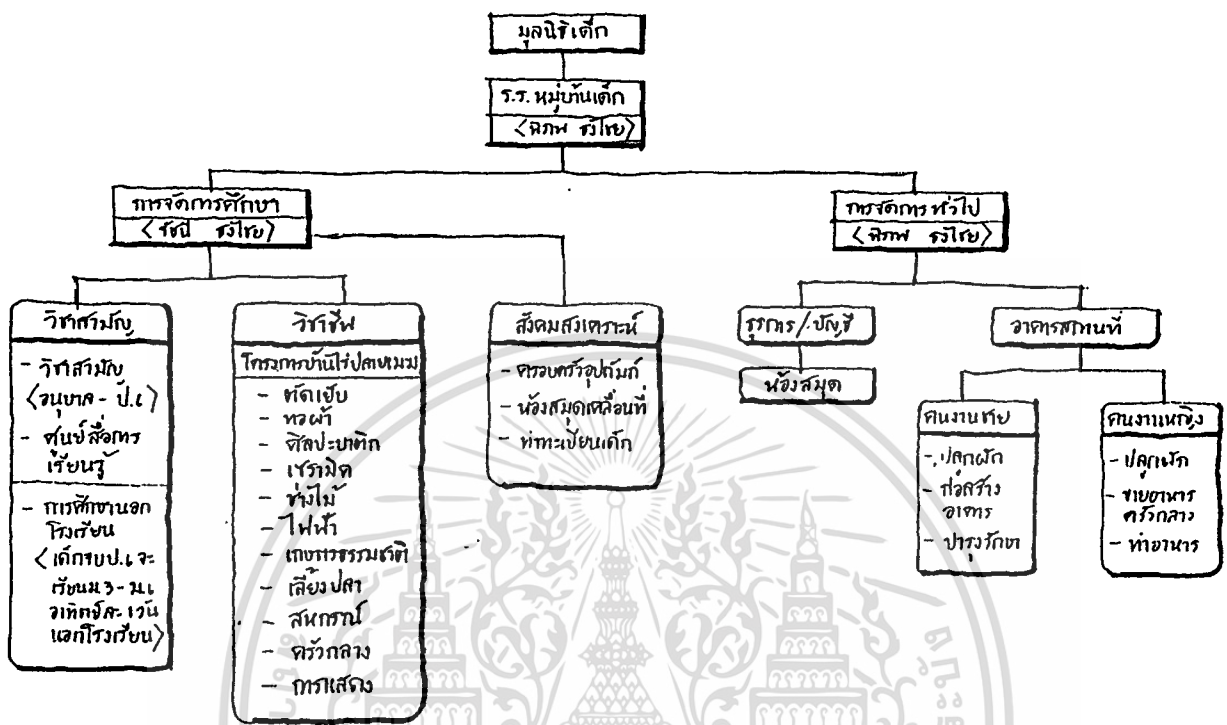 มูลนิธิเด็ก
ร.ร. หมู่บ้านเด็ก
<พิภพ ธงไชย>
การจัดการศึกษา
<รัชนี ธงไชย>
การจัดการทั่วไป
<พิภพ ธงไชย>
วิชาสามัญ
- วิชาสามัญ
<อนุบาล - ป.๖>
- ศูนย์สื่อการ
เรียนรู้
- การศึกษานอก
โรงเรียน
<เด็กจบป.๖ จะ
เรียนม 3 - ม.๖
อาทิตย์ละ ๑ วัน
นอกโรงเรียน>
วิชาชีพ
โครงการบ้านไร่ปลาหมอ
- ตัดเย็บ
- ทอผ้า
- ศิลปะบาติก
- เซรามิค
- ช่างไม้
- ไฟฟ้า
- เกษตรธรรมชาติ
- เลี้ยงปลา
- สหกรณ์
- ครัวกลาง
- การแสดง
สังคมสงเคราะห์
- ครอบครัวอุปถัมภ์
- ห้องสมุดเคลื่อนที่
- ทำทะเบียนเด็ก
ธุรการ/บัญชี
ห้องสมุด
อาคารสถานที่
คนงานชาย
- ปลูกผัก
- ก่อสร้าง
อาคาร
- บำรุงรักษา
คนงานหญิง
- ปลูกผัก
- ขายอาหาร
ครัวกลาง
- ทำอาหาร